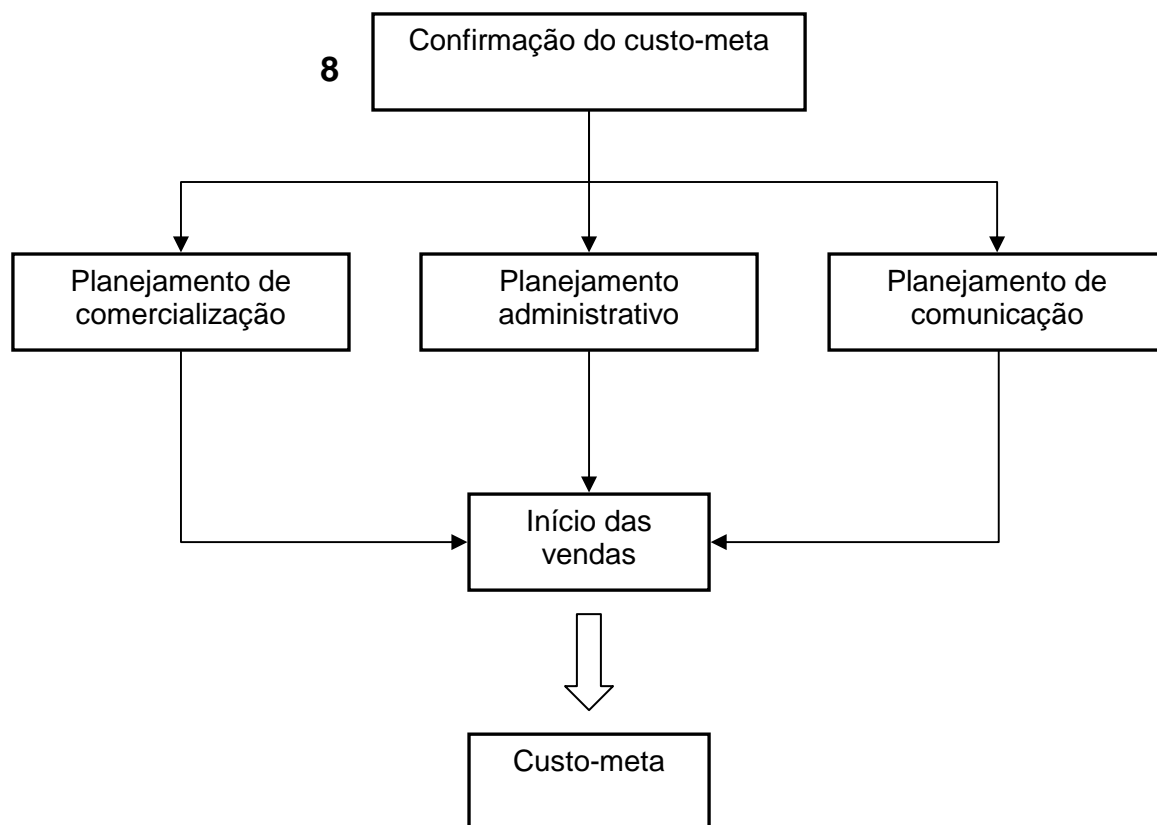 Confirmação do custo-meta
8
Planejamento de
comercialização
Planejamento
administrativo
Planejamento de
comunicação
Início das
vendas
Custo-meta